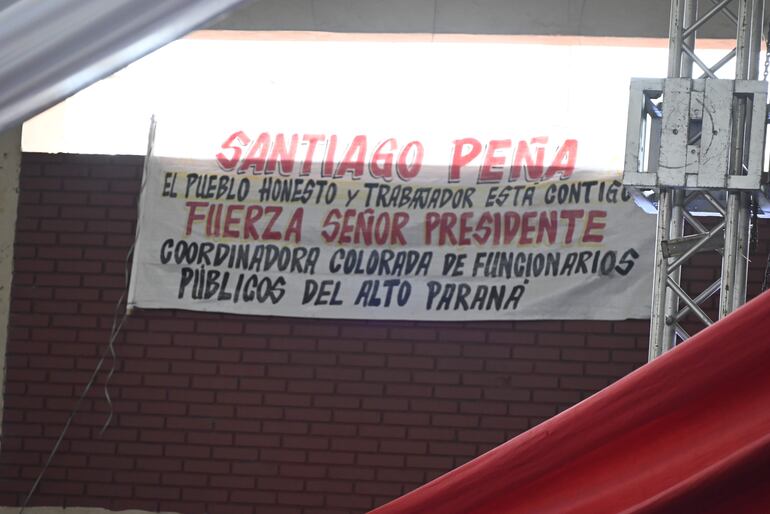 SANTIAGO PEÑA
EL PUEBLO HONESTO Y TRABAJADOR ESTÁ CONTIGO
FUERZA SEÑOR PRESIDENTE
COORDINADORA COLORADA DE FUNCIONARIOS
PÚBLICOS DEL ALTO PARANÁ